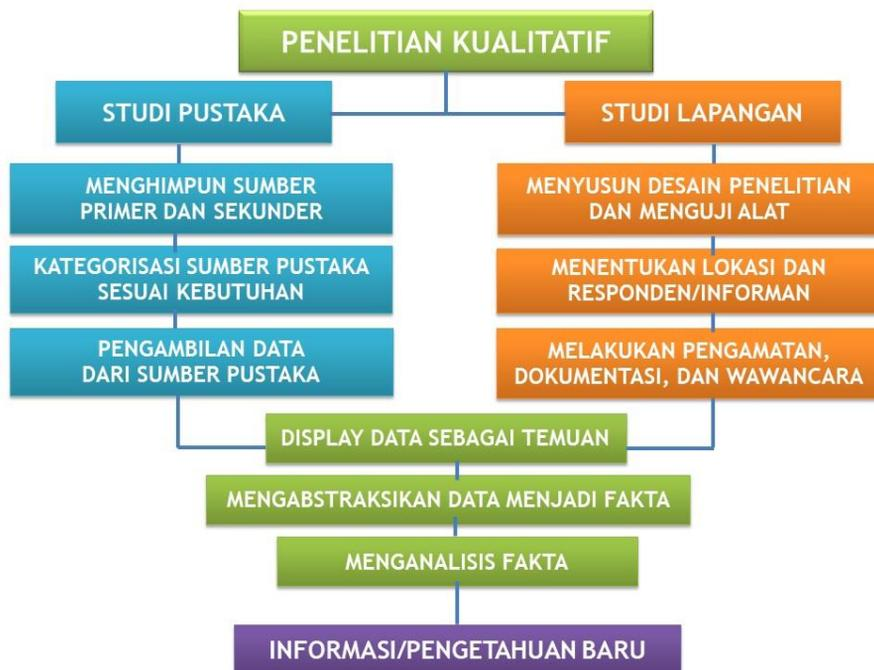 PENELITIAN KUALITATIF
STUDI PUSTAKA
MENGHIMPUN SUMBER
PRIMER DAN SEKUNDER
KATEGORISASI SUMBER PUSTAKA
SESUAI KEBUTUHAN
PENGAMBILAN DATA
DARI SUMBER PUSTAKA
STUDI LAPANGAN
MENYUSUN DESAIN PENELITIAN
DAN MENGUJI ALAT
MENENTUKAN LOKASI DAN
RESPONDEN/INFORMAN
MELAKUKAN PENGAMATAN,
DOKUMENTASI, DAN WAWANCARA
DISPLAY DATA SEBAGAI TEMUAN
MENGABSTRAKSIKAN DATA MENJADI FAKTA
MENGANALISIS FAKTA
INFORMASI/PENGETAHUAN BARU